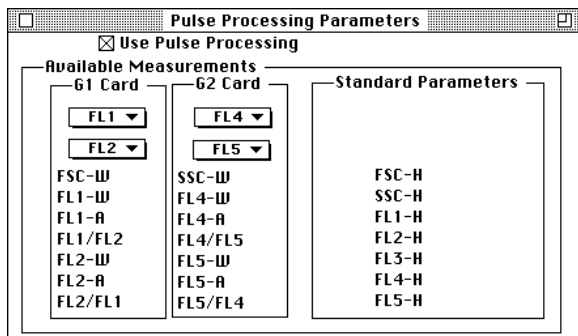 Pulse Processing Parameters
Use Pulse Processing
Available Measurements
G1 Card
FL1
FL2
FSC-W
FL1-W
FL1-A
FL1/FL2
FL2-W
FL2-A
FL2/FL1
G2 Card
FL4
FL5
SSC-W
FL4-W
FL4-A
FL4/FL5
FL5-W
FL5-A
FL5/FL4
Standard Parameters
FSC-H
SSC-H
FL1-H
FL2-H
FL3-H
FL4-H
FL5-H